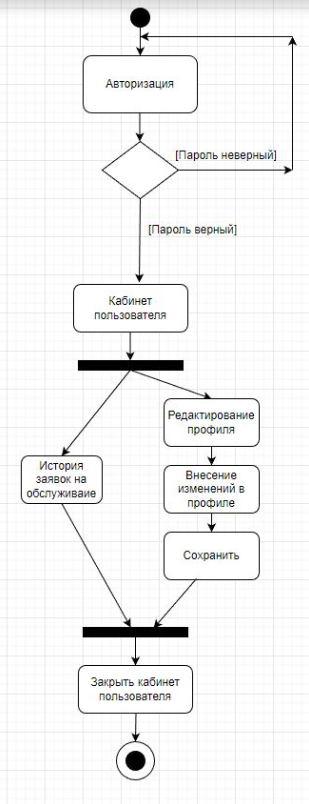 Авторизация
[Пароль неверный]
[Пароль верный]
Кабинет
пользователя
Редактирование
профиля
История
заявок на
обслуживаие
Внесение
изменений в
профиле
Сохранить
Закрыть кабинет
пользователя